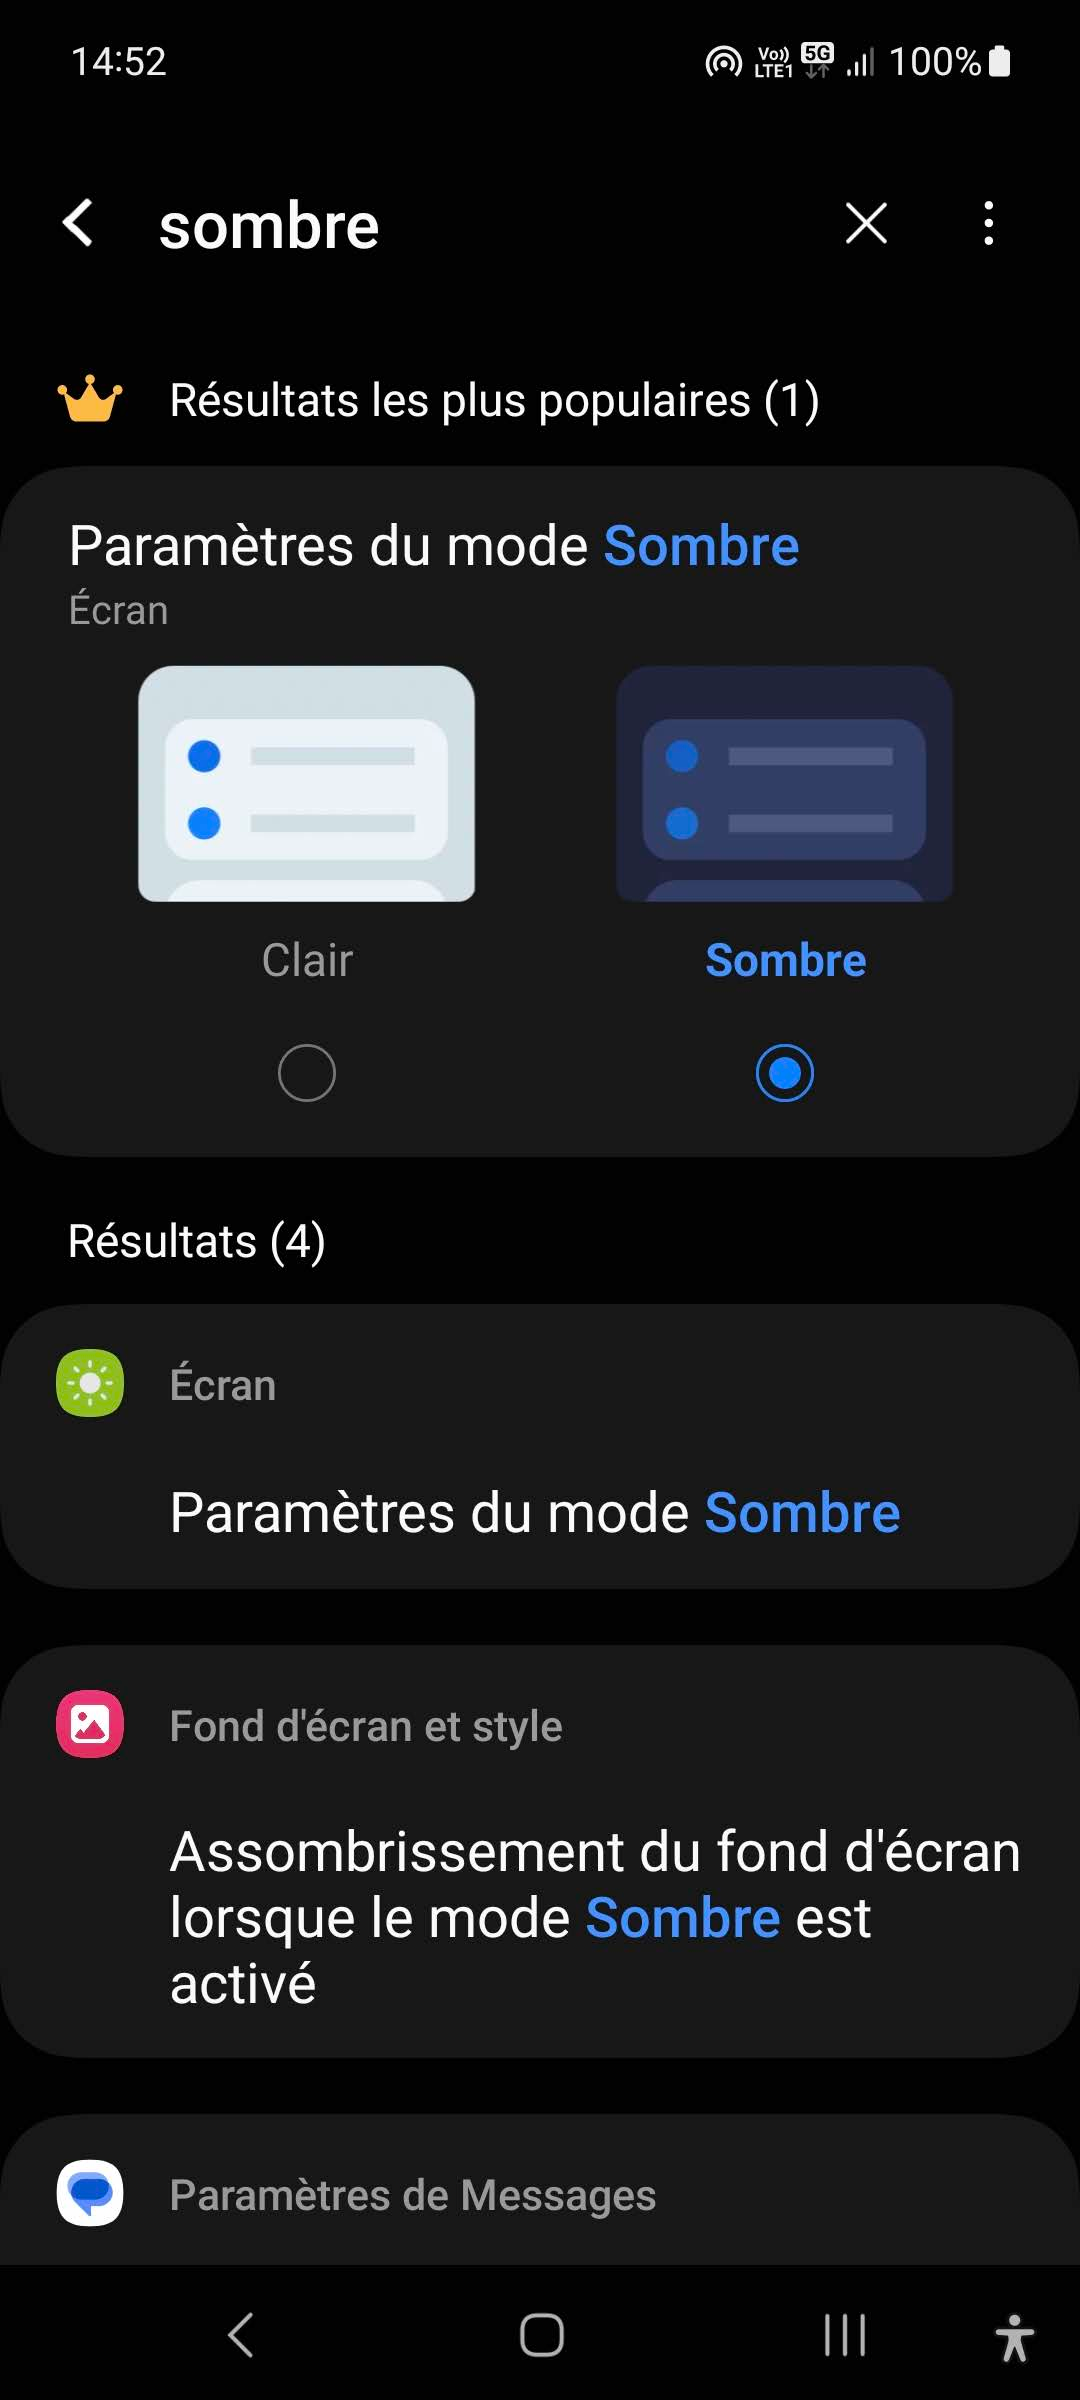 14:52
Vo)) LTE1 5G 100%
sombre
Résultats les plus populaires (1)
Paramètres du mode Sombre
Écran
Clair
Sombre
Résultats (4)
Écran
Paramètres du mode Sombre
Fond d'écran et style
Assombrissement du fond d'écran
lorsque le mode Sombre est
activé
Paramètres de Messages